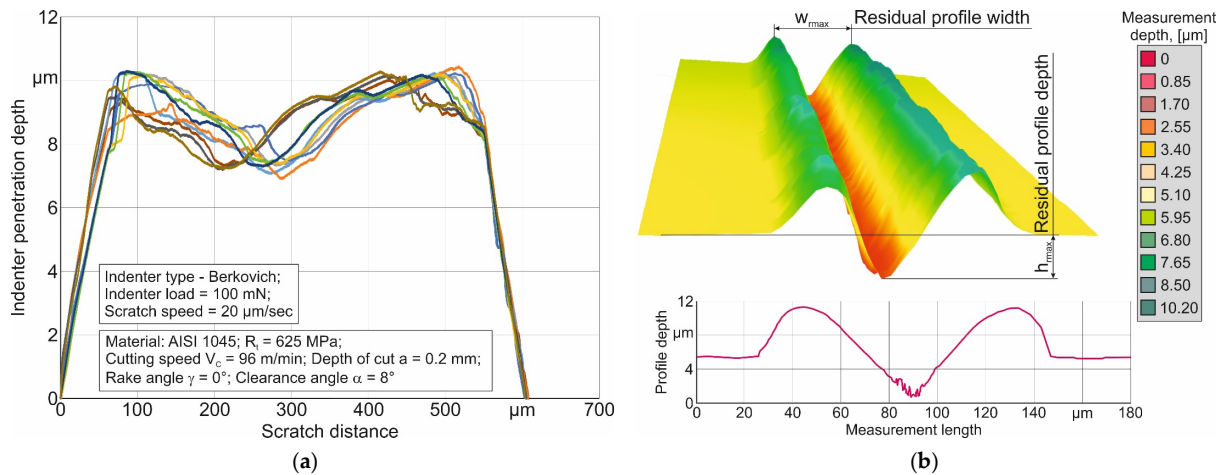 12
μm
10
8
6
4
2
0
Indenter penetration depth
Indenter type - Berkovich;
Indenter load = 100 mN;
Scratch speed = 20 μm/sec
Material: AISI 1045; Rt = 625 MPa;
Cutting speed VC = 96 m/min; Depth of cut a = 0.2 mm;
Rake angle γ = 0°; Clearance angle α = 8°
0 100 200 300 400 500 μm 700
Scratch distance
(a)
wrmax Residual profile width
Residual profile depth
hrmax
Measurement
depth, [μm]
0
0.85
1.70
2.55
3.40
4.25
5.10
5.95
6.80
7.65
8.50
10.20
12
μm
4
0
Profile depth
0 20 40 60 80 100 120 140 μm 180
Measurement length
(b)